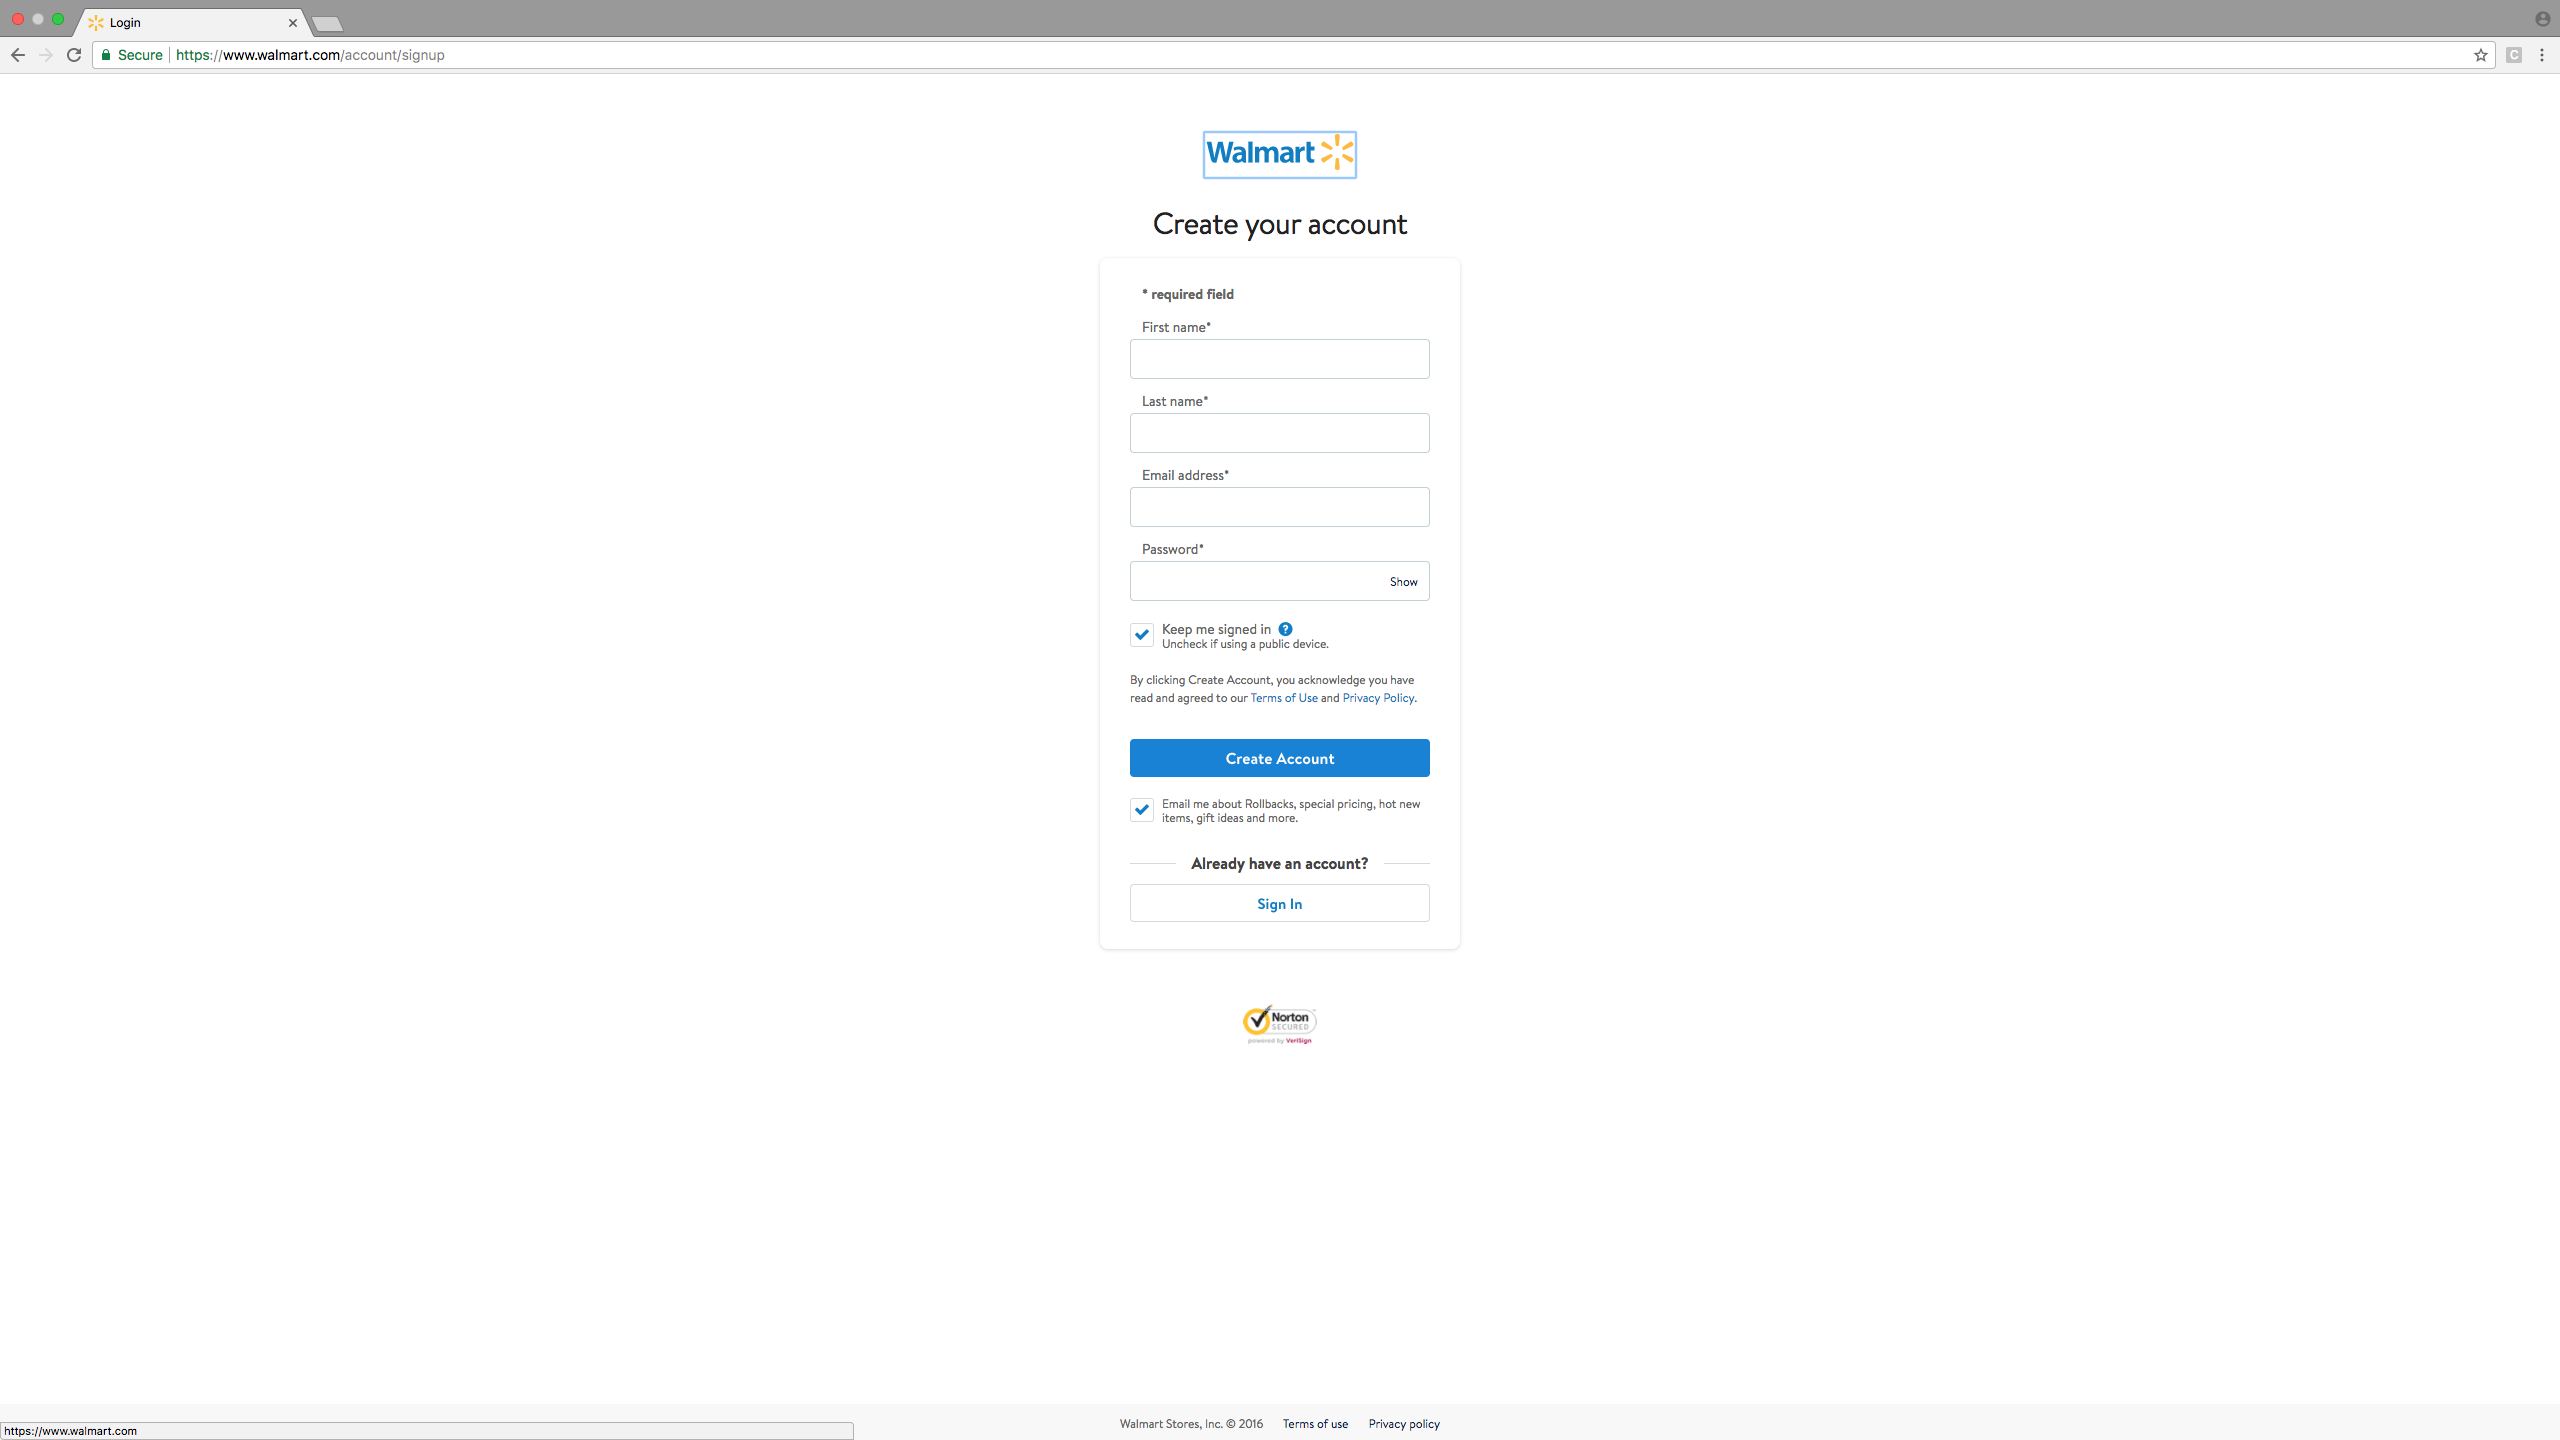 Login
Secure https://www.walmart.com/account/signup
C
Walmart
Create your account
* required field
First name*
Last name*
Email address*
Password*
Show
Keep me signed in ?
Uncheck if using a public device.
By clicking Create Account, you acknowledge you have
read and agreed to our Terms of Use and Privacy Policy.
Create Account
Email me about Rollbacks, special pricing, hot new
items, gift ideas and more.
Already have an account?
Sign In
Norton
SECURED
powered by VeriSign
Walmart Stores, Inc. © 2016 Terms of use Privacy policy
https://www.walmart.com